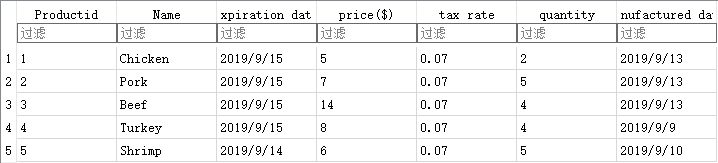 Productid Name xpiration dat price($) tax rate quantity nufactured da
过滤 过滤 过滤 过滤 过滤 过滤 过滤
1 1 Chicken 2019/9/15 5 0.07 2 2019/9/13
2 2 Pork 2019/9/15 7 0.07 5 2019/9/13
3 3 Beef 2019/9/15 14 0.07 4 2019/9/13
4 4 Turkey 2019/9/15 8 0.07 4 2019/9/9
5 5 Shrimp 2019/9/14 6 0.07 5 2019/9/10